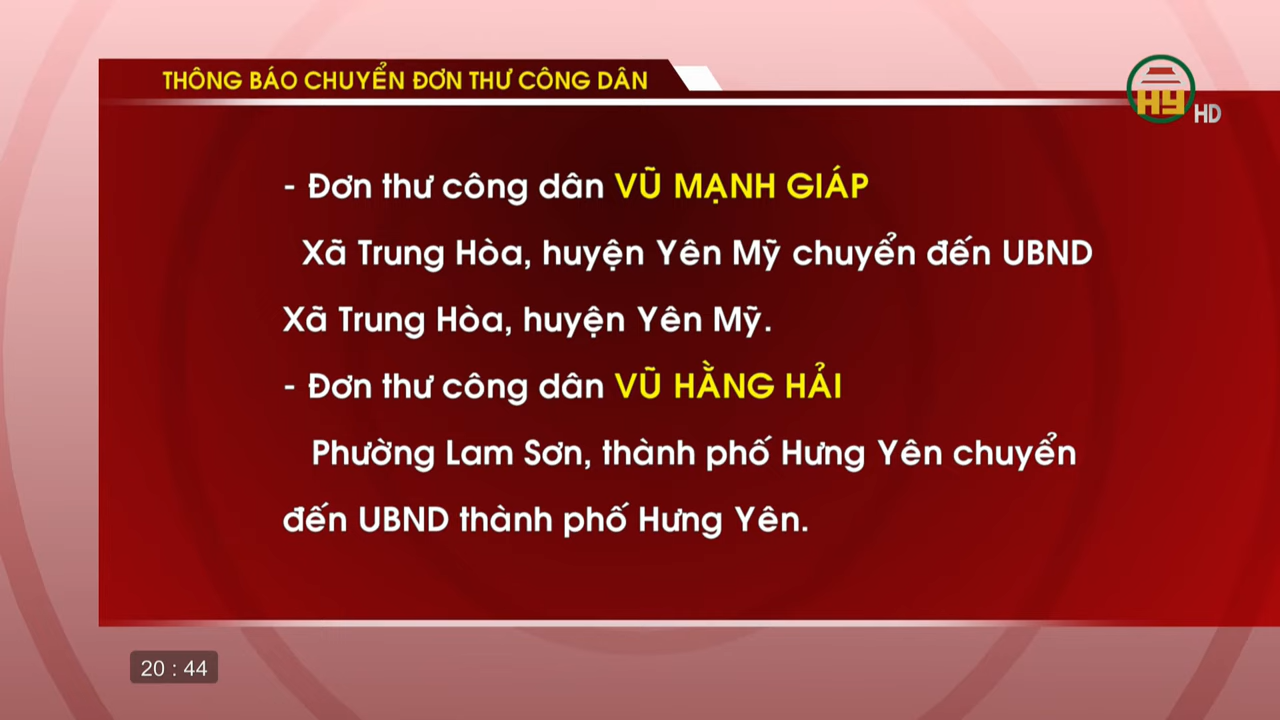 THÔNG BÁO CHUYỂN ĐƠN THƯ CÔNG DÂN
HY HD
- Đơn thư công dân VŨ MẠNH GIÁP
Xã Trung Hòa, huyện Yên Mỹ chuyển đến UBND
Xã Trung Hòa, huyện Yên Mỹ.
- Đơn thư công dân VŨ HẰNG HẢI
Phường Lam Sơn, thành phố Hưng Yên chuyển
đến UBND thành phố Hưng Yên.
20 : 44